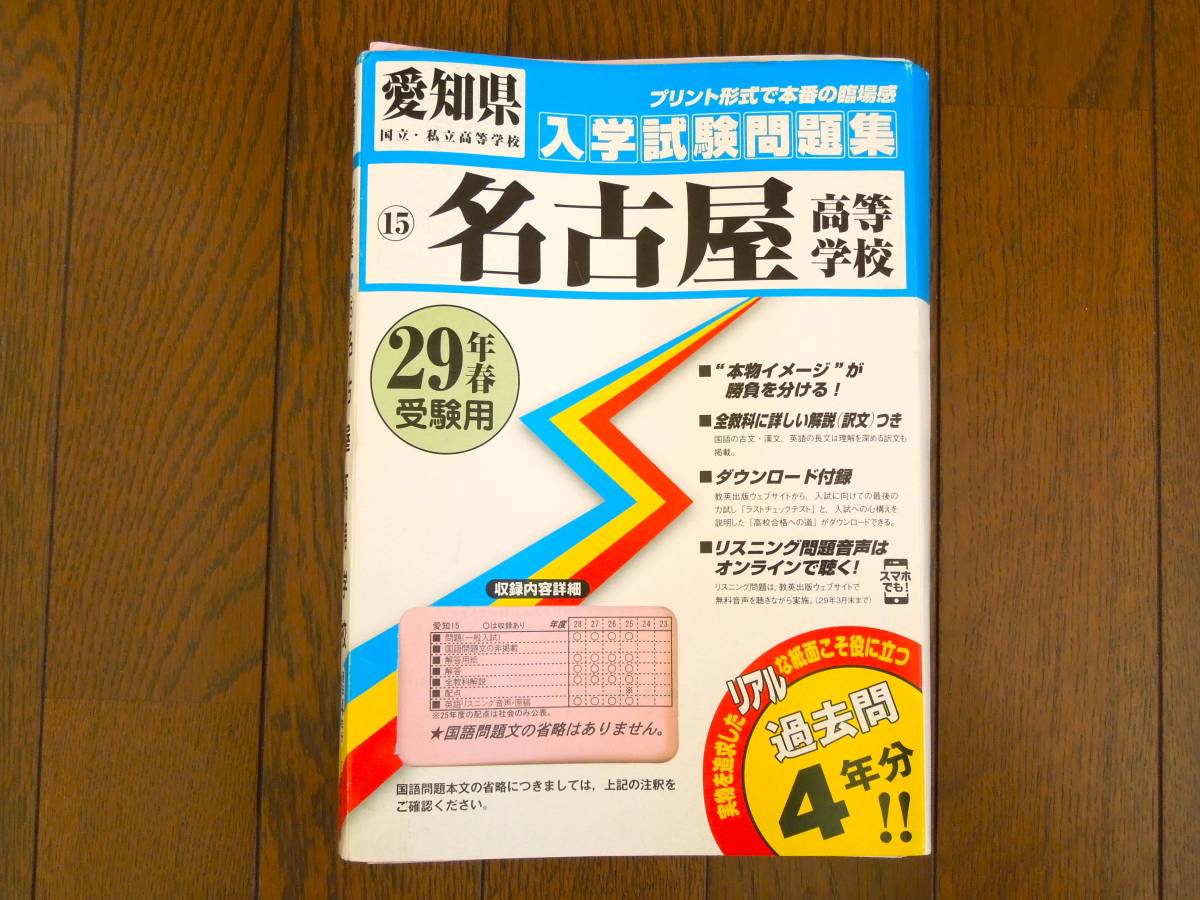 愛知県
国立・私立高等学校
プリント形式で本番の臨場感
入学試験問題集
⑮ 名古屋 高等学校
29年春
受験用
■“本物イメージ”が
勝負を分ける！
■全教科に詳しい解説（訳文）つき
国語の古文・漢文，英語の長文は理解を深める訳文も
掲載。
■ダウンロード付録
教英出版ウェブサイトから，入試に向けての最後の
力試し「ラストチェックテスト」と，入試への心構えを
説明した「高校合格への道」がダウンロードできる。
■リスニング問題音声は
オンラインで聴く！
スマホ
でも！
リスニング問題は，教英出版ウェブサイトで
無料音声を聴きながら実施。（29年3月末まで）
収録内容詳細
愛知15 ○は収録あり 年度 28 27 26 25 24 23
■ 問題(一般入試) ○ ○ ○ ○
■ 国語問題文の非掲載
■ 解答用紙 ○ ○ ○ ○
■ 解答 ○ ○ ○ ○
■ 全教科解説 ○ ○ ○ ○
■ 配点 ※
■ 英語リスニング音声・原稿 ○ ○ ○ ○
※25年度の配点は社会のみ公表。
★国語問題文の省略はありません。
国語問題本文の省略につきましては，上記の注釈を
ご確認ください。
実物を追求したリアルな紙面こそ役に立つ
過去問
4年分!!